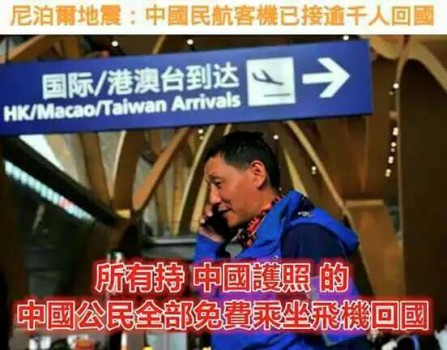 尼泊爾地震：中國民航客機已接逾千人回國
国际/港澳台到达
HK/Macao/Taiwan Arrivals
所有持 中國護照 的
中國公民全部免費乘坐飛機回國